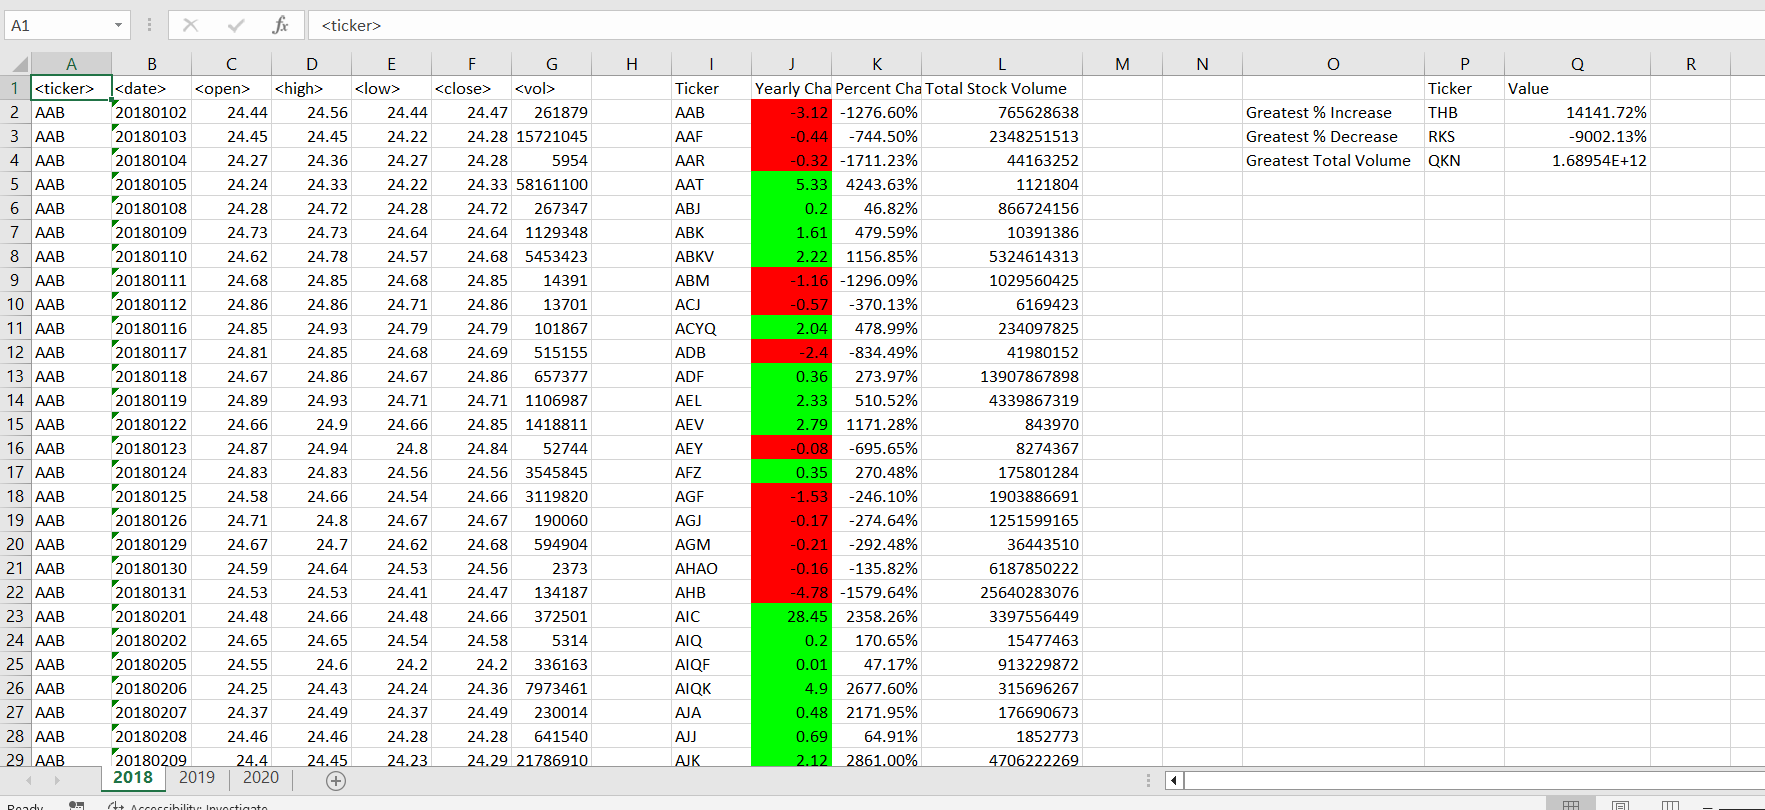 A1 fx <ticker>
A B C D E F G H I J K L M N O P Q R
1 <ticker> <date> <open> <high> <low> <close> <vol> Ticker Yearly Cha Percent Cha Total Stock Volume Ticker Value
2 AAB 20180102 24.44 24.56 24.44 24.47 261879 AAB -3.12 -1276.60% 765628638 Greatest % Increase THB 14141.72%
3 AAB 20180103 24.45 24.45 24.22 24.28 15721045 AAF -0.44 -744.50% 2348251513 Greatest % Decrease RKS -9002.13%
4 AAB 20180104 24.27 24.36 24.27 24.28 5954 AAR -0.32 -1711.23% 44163252 Greatest Total Volume QKN 1.68954E+12
5 AAB 20180105 24.24 24.33 24.22 24.33 58161100 AAT 5.33 4243.63% 1121804
6 AAB 20180108 24.28 24.72 24.28 24.72 267347 ABJ 0.2 46.82% 866724156
7 AAB 20180109 24.73 24.73 24.64 24.64 1129348 ABK 1.61 479.59% 10391386
8 AAB 20180110 24.62 24.78 24.57 24.68 5453423 ABKV 2.22 1156.85% 5324614313
9 AAB 20180111 24.68 24.85 24.68 24.85 14391 ABM -1.16 -1296.09% 1029560425
10 AAB 20180112 24.86 24.86 24.71 24.86 13701 ACJ -0.57 -370.13% 6169423
11 AAB 20180116 24.85 24.93 24.79 24.79 101867 ACYQ 2.04 478.99% 234097825
12 AAB 20180117 24.81 24.85 24.68 24.69 515155 ADB -2.4 -834.49% 41980152
13 AAB 20180118 24.67 24.86 24.67 24.86 657377 ADF 0.36 273.97% 13907867898
14 AAB 20180119 24.89 24.93 24.71 24.71 1106987 AEL 2.33 510.52% 4339867319
15 AAB 20180122 24.66 24.9 24.66 24.85 1418811 AEV 2.79 1171.28% 843970
16 AAB 20180123 24.87 24.94 24.8 24.84 52744 AEY -0.08 -695.65% 8274367
17 AAB 20180124 24.83 24.83 24.56 24.56 3545845 AFZ 0.35 270.48% 175801284
18 AAB 20180125 24.58 24.66 24.54 24.66 3119820 AGF -1.53 -246.10% 1903886691
19 AAB 20180126 24.71 24.8 24.67 24.67 190060 AGJ -0.17 -274.64% 1251599165
20 AAB 20180129 24.67 24.7 24.62 24.68 594904 AGM -0.21 -292.48% 36443510
21 AAB 20180130 24.59 24.64 24.53 24.56 2373 AHAO -0.16 -135.82% 6187850222
22 AAB 20180131 24.53 24.53 24.41 24.47 134187 AHB -4.78 -1579.64% 25640283076
23 AAB 20180201 24.48 24.66 24.48 24.66 372501 AIC 28.45 2358.26% 3397556449
24 AAB 20180202 24.65 24.65 24.54 24.58 5314 AIQ 0.2 170.65% 15477463
25 AAB 20180205 24.55 24.6 24.2 24.2 336163 AIQF 0.01 47.17% 913229872
26 AAB 20180206 24.25 24.43 24.24 24.36 7973461 AIQK 4.9 2677.60% 315696267
27 AAB 20180207 24.37 24.49 24.37 24.49 230014 AJA 0.48 2171.95% 176690673
28 AAB 20180208 24.46 24.46 24.28 24.28 641540 AJJ 0.69 64.91% 1852773
29 AAB 20180209 24.4 24.45 24.23 24.29 21786910 AJK 2.12 2861.00% 4706222269
2018 2019 2020
Ready Accessibility: Investigate